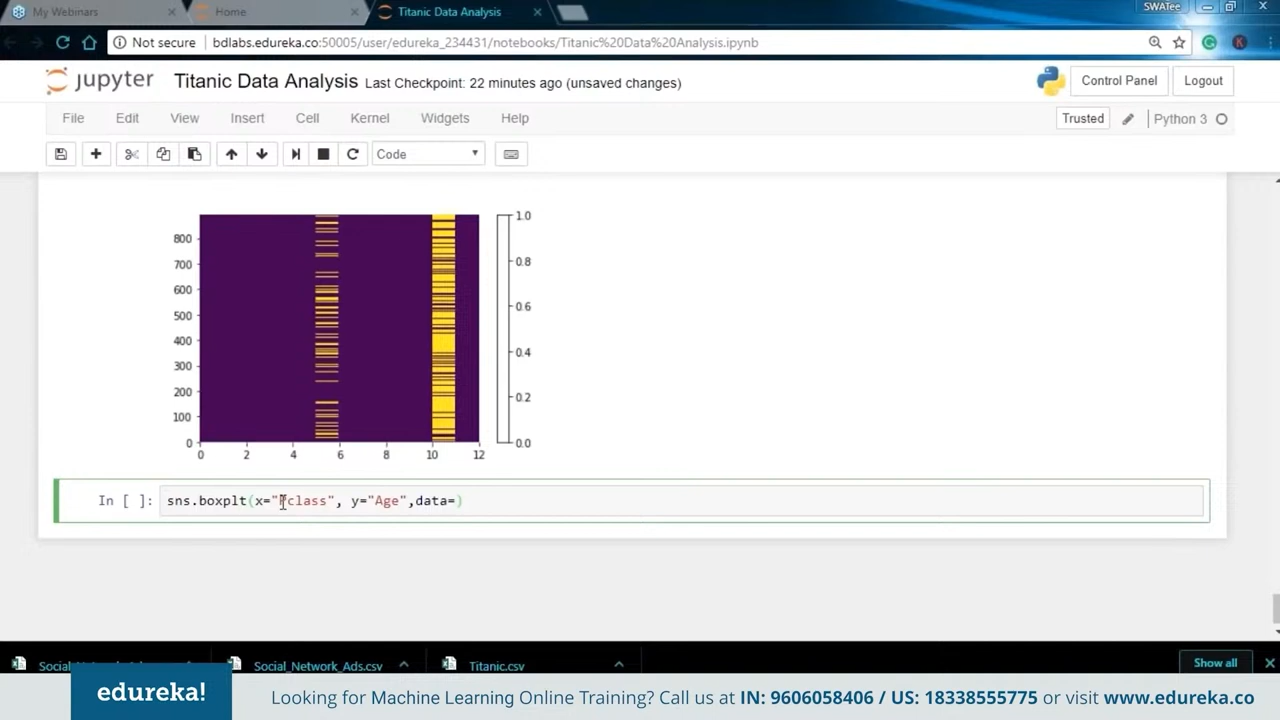 My Webinars Home Titanic Data Analysis SWATee
Not secure bdlabs.edureka.co:50005/user/edureka_234431/notebooks/Titanic%20Data%20Analysis.ipynb K
jupyter Titanic Data Analysis Last Checkpoint: 22 minutes ago (unsaved changes) Control Panel Logout
File Edit View Insert Cell Kernel Widgets Help Trusted Python 3
Code
1.0
800
0.8
700
600
0.6
500
400
0.4
300
200
0.2
100
0 0.0
0 2 4 6 8 10 12
In [ ]: sns.boxplt(x="Pclass", y="Age",data=)
Social_Network_Ads.csv Titanic.csv Show all
edureka! Looking for Machine Learning Online Training? Call us at IN: 9606058406 / US: 18338555775 or visit www.edureka.co